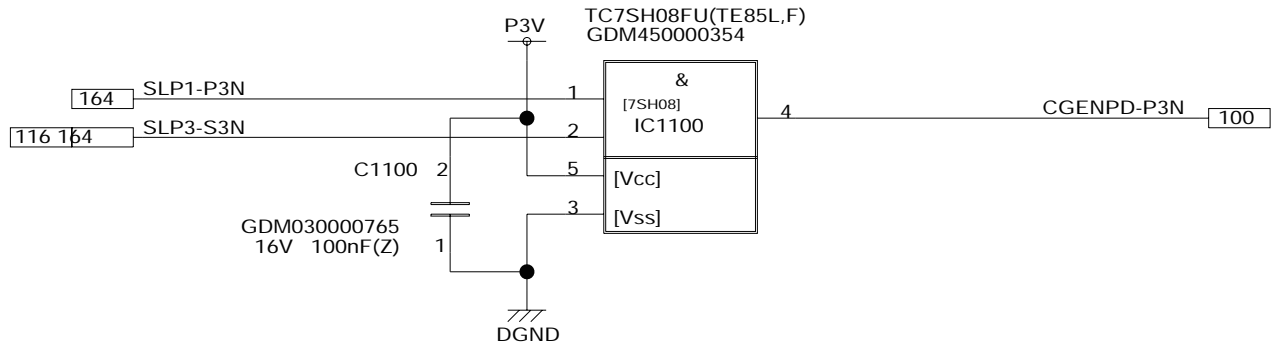 TC7SH08FU(TE85L,F)
GDM450000354
P3V
&
164 SLP1-P3N 1
[7SH08]
IC1100
4 CGENPD-P3N 100
116 164 SLP3-S3N 2
C1100 2
5 [Vcc]
3 [Vss]
GDM030000765
16V 100nF(Z) 1
DGND